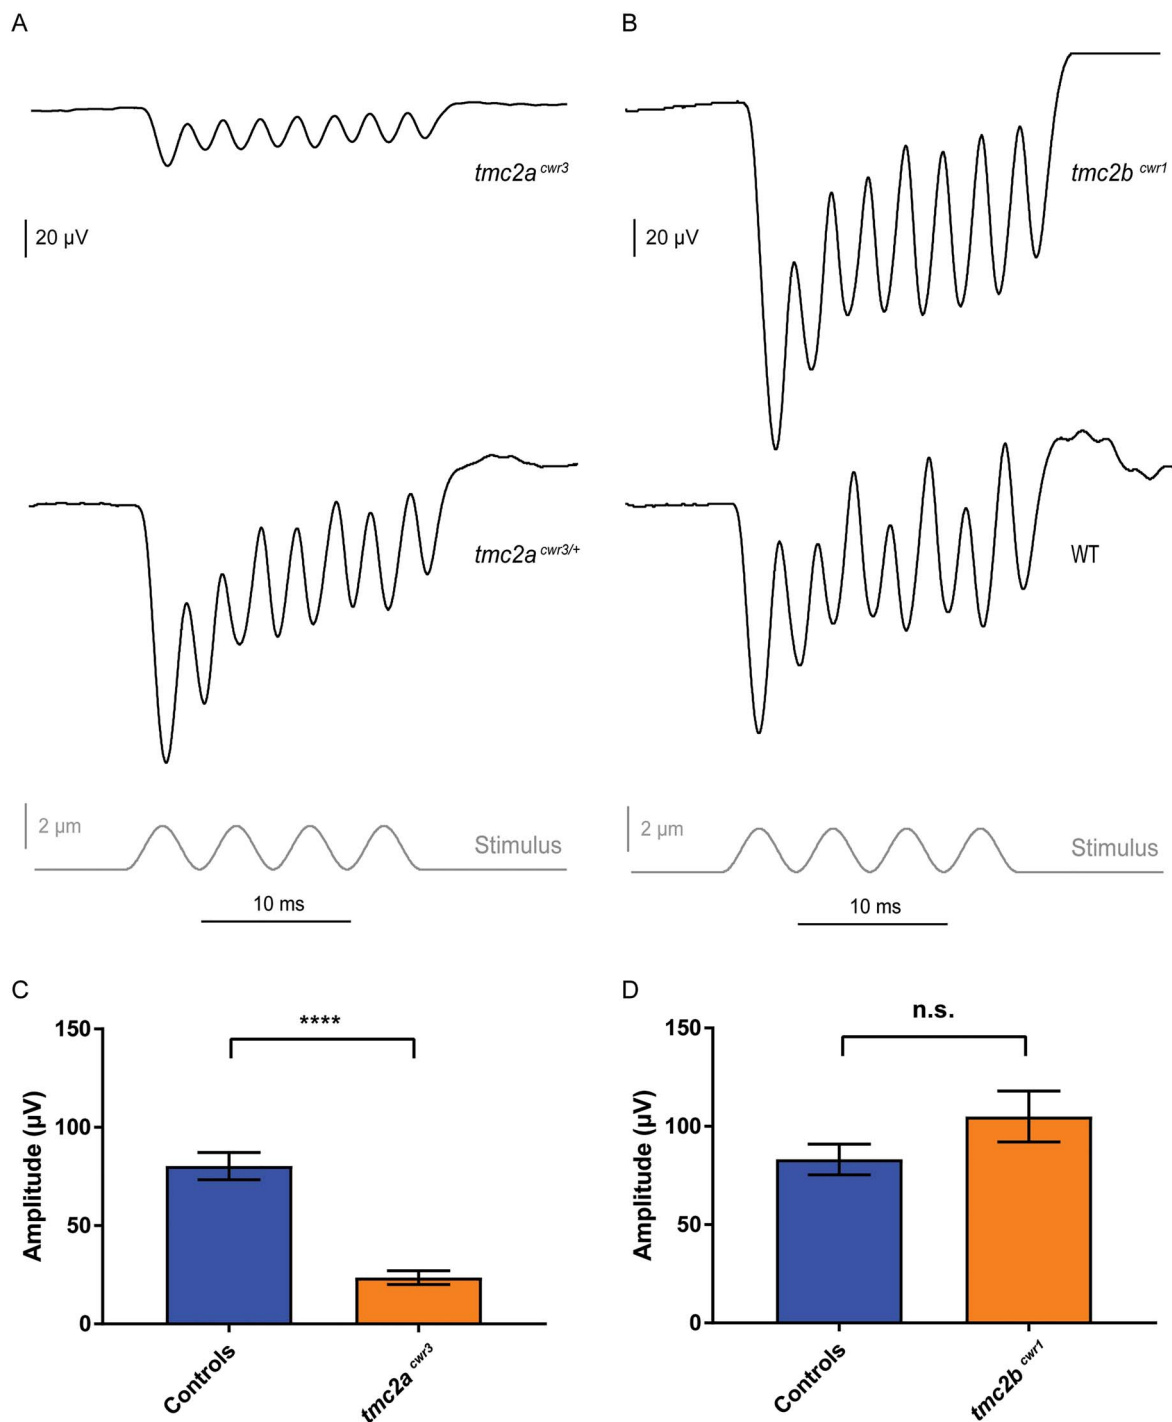 A
B
tmc2a cwr3
tmc2b cwr1
20 µV
20 µV
tmc2a cwr3/+
WT
2 µm
Stimulus
2 µm
Stimulus
10 ms
10 ms
C
D
****
n.s.
150
100
50
0
Amplitude (µV)
Controls
tmc2a cwr3
150
100
50
0
Amplitude (µV)
Controls
tmc2b cwr1